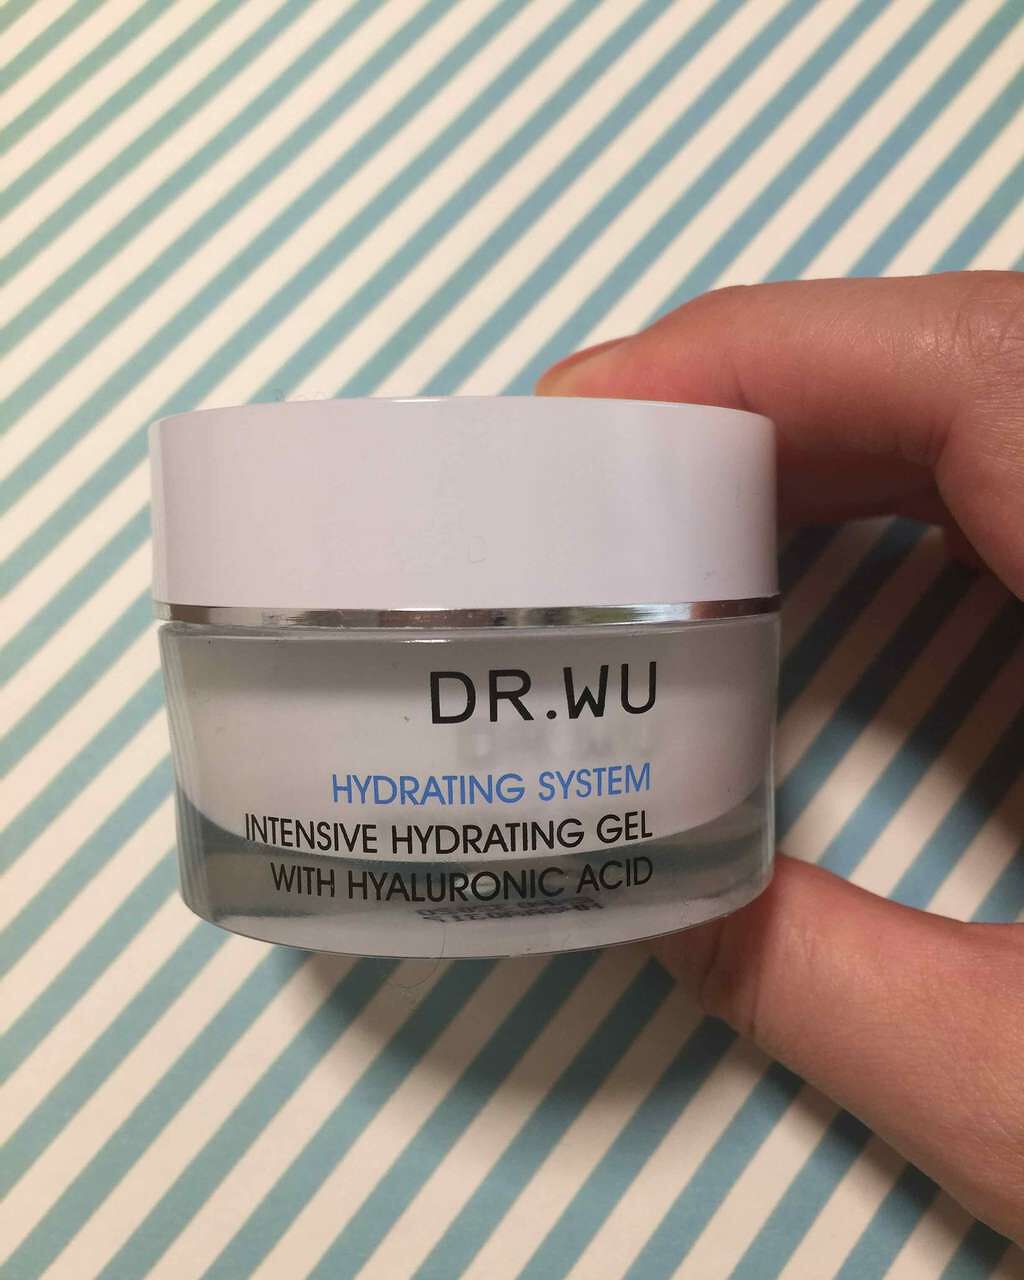 DR.WU
HYDRATING SYSTEM
INTENSIVE HYDRATING GEL
WITH HYALURONIC ACID